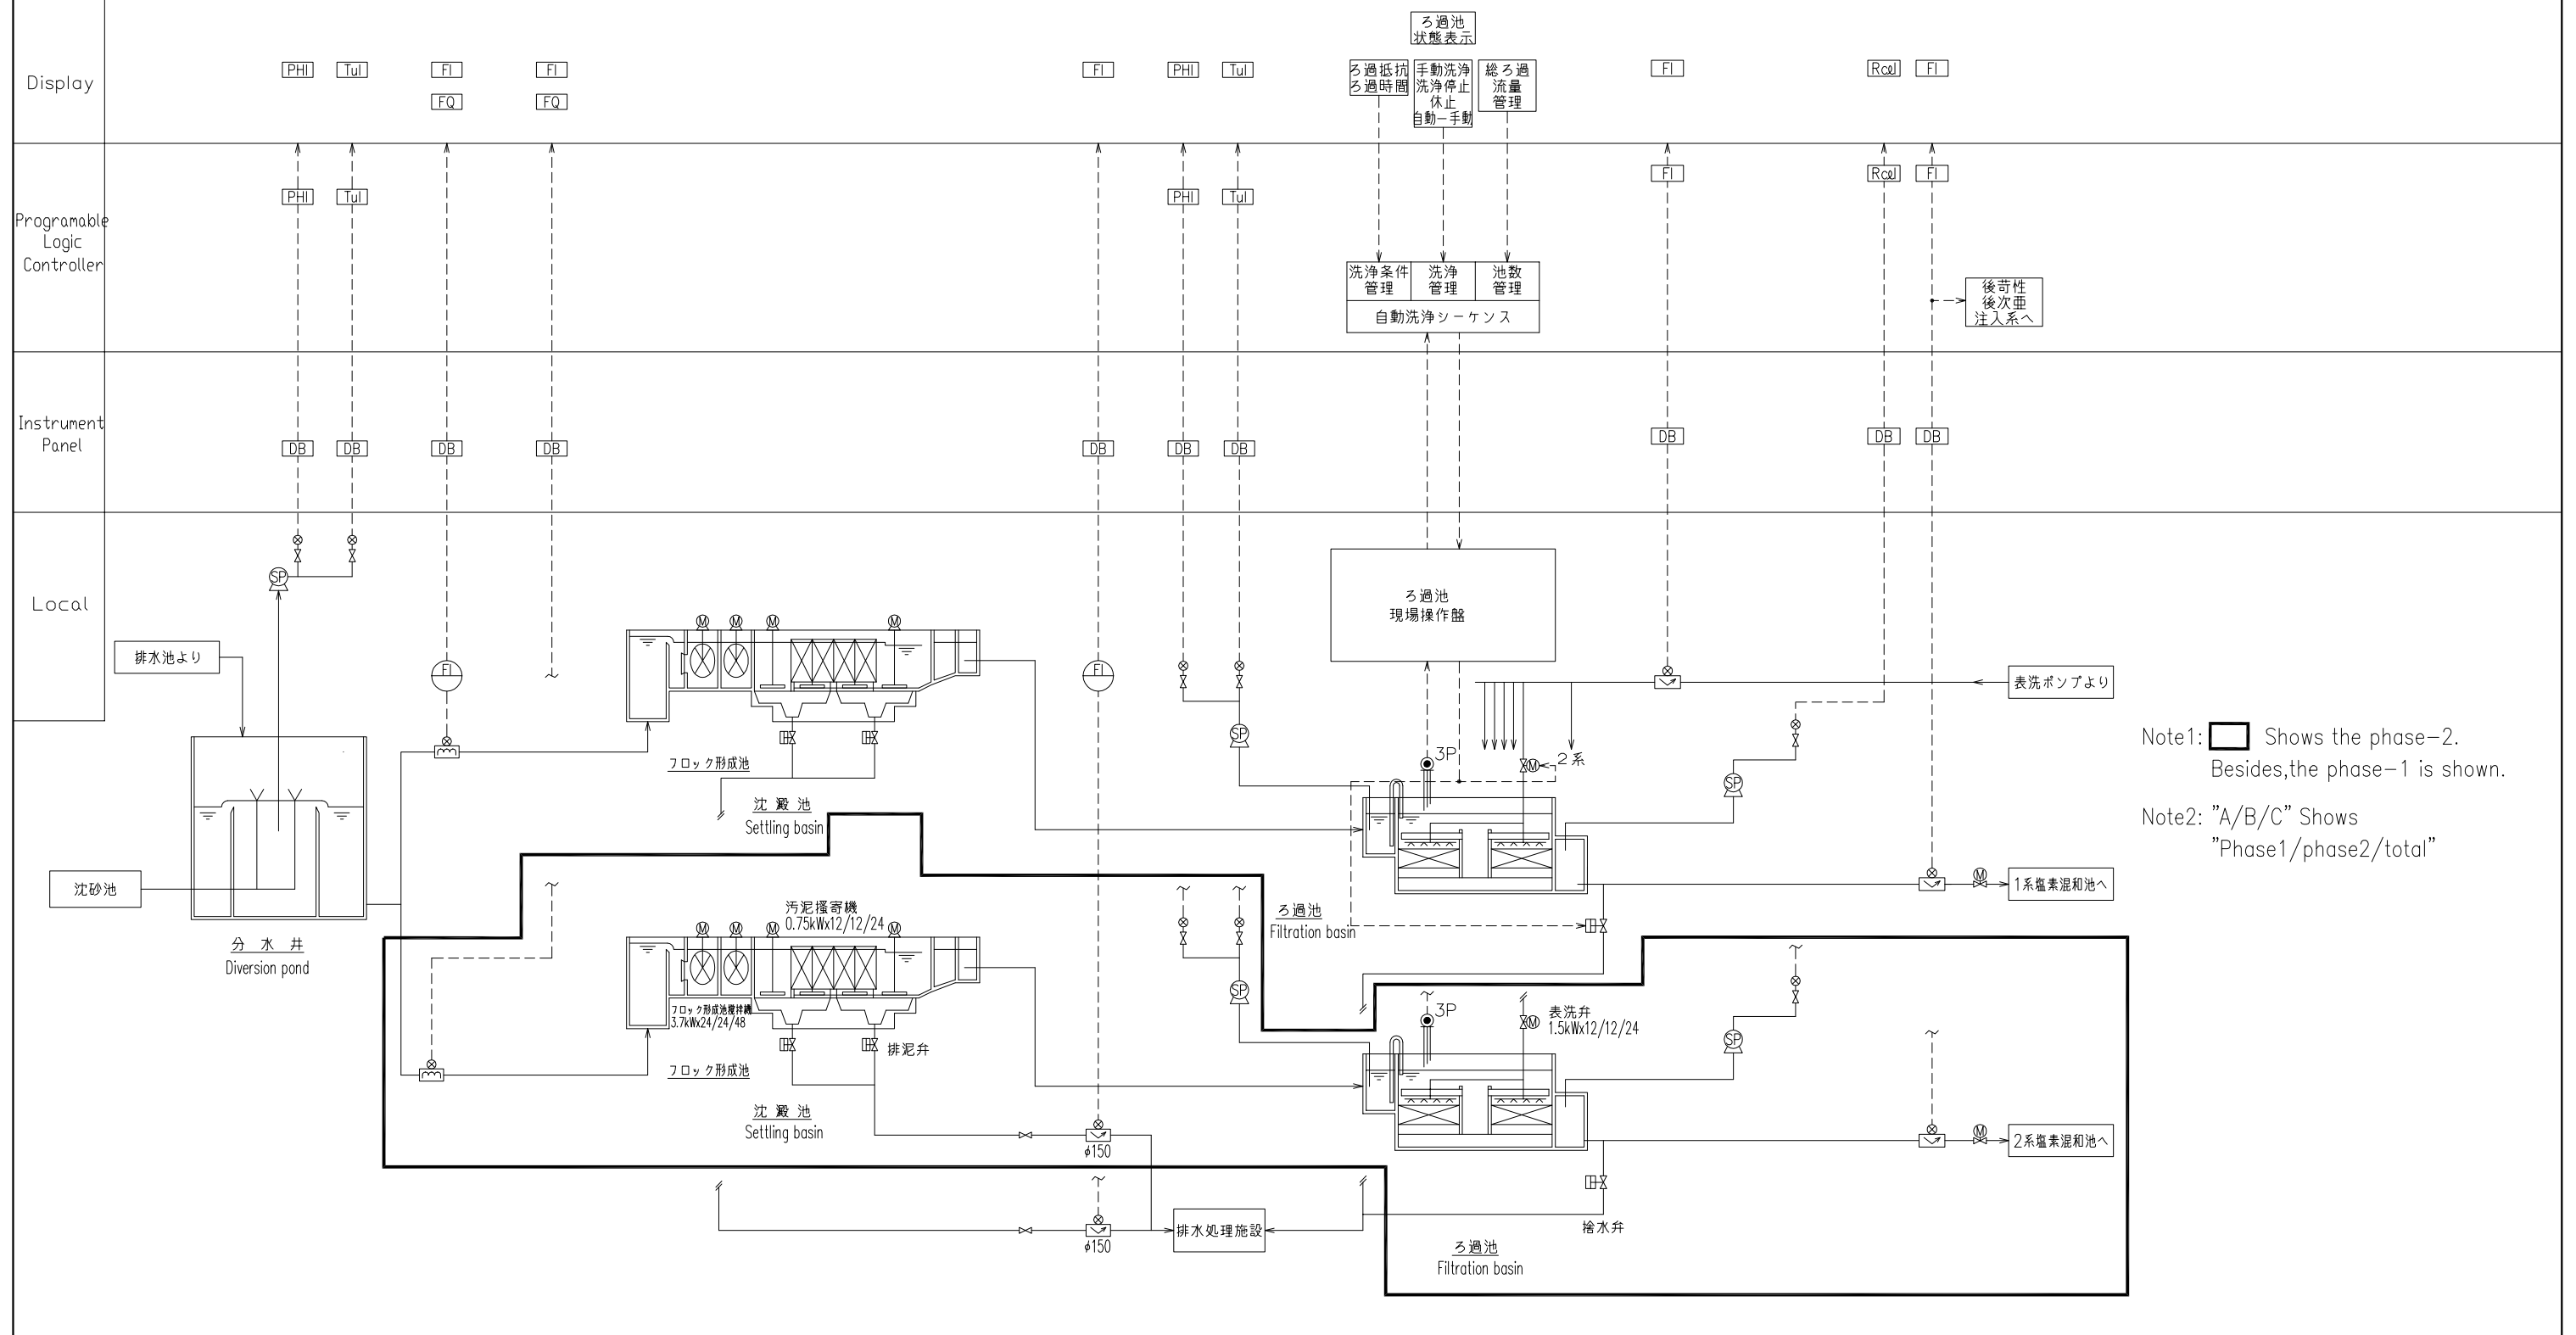 ろ過池
状態表示
Display
PHI
TuI
FI
FI
FI
PHI
TuI
ろ過抵抗
ろ過時間
手動洗浄
洗浄停止
休止
自動ー手動
総ろ過
流量
管理
FI
Rcel
FI
FQ
FQ
Programable
Logic
Controller
PHI
TuI
PHI
TuI
FI
Rcel
FI
洗浄条件
管理
洗浄
管理
池数
管理
自動洗浄シーケンス
後苛性
後次亜
注入系へ
Instrument
Panel
DB
DB
DB
DB
DB
DB
DB
DB
DB
DB
Local
SP
ろ過池
現場操作盤
排水池より
FI
M
M
M
M
FI
表洗ポンプより
SP
3P
M
2系
SP
フロック形成池
沈澱池
Settling basin
Note1:
Shows the phase-2.
Besides,the phase-1 is shown.
Note2: "A/B/C" Shows
"Phase1/phase2/total"
沈砂池
M
1系塩素混和池へ
分水井
Diversion pond
ろ過池
Filtration basin
汚泥掻寄機
0.75kWx12/12/24
M
M
M
M
SP
フロック形成池攪拌機
3.7kWx24/24/48
3P
M
表洗弁
1.5kWx12/12/24
SP
排泥弁
フロック形成池
沈澱池
Settling basin
φ150
M
2系塩素混和池へ
φ150
排水処理施設
捨水弁
ろ過池
Filtration basin